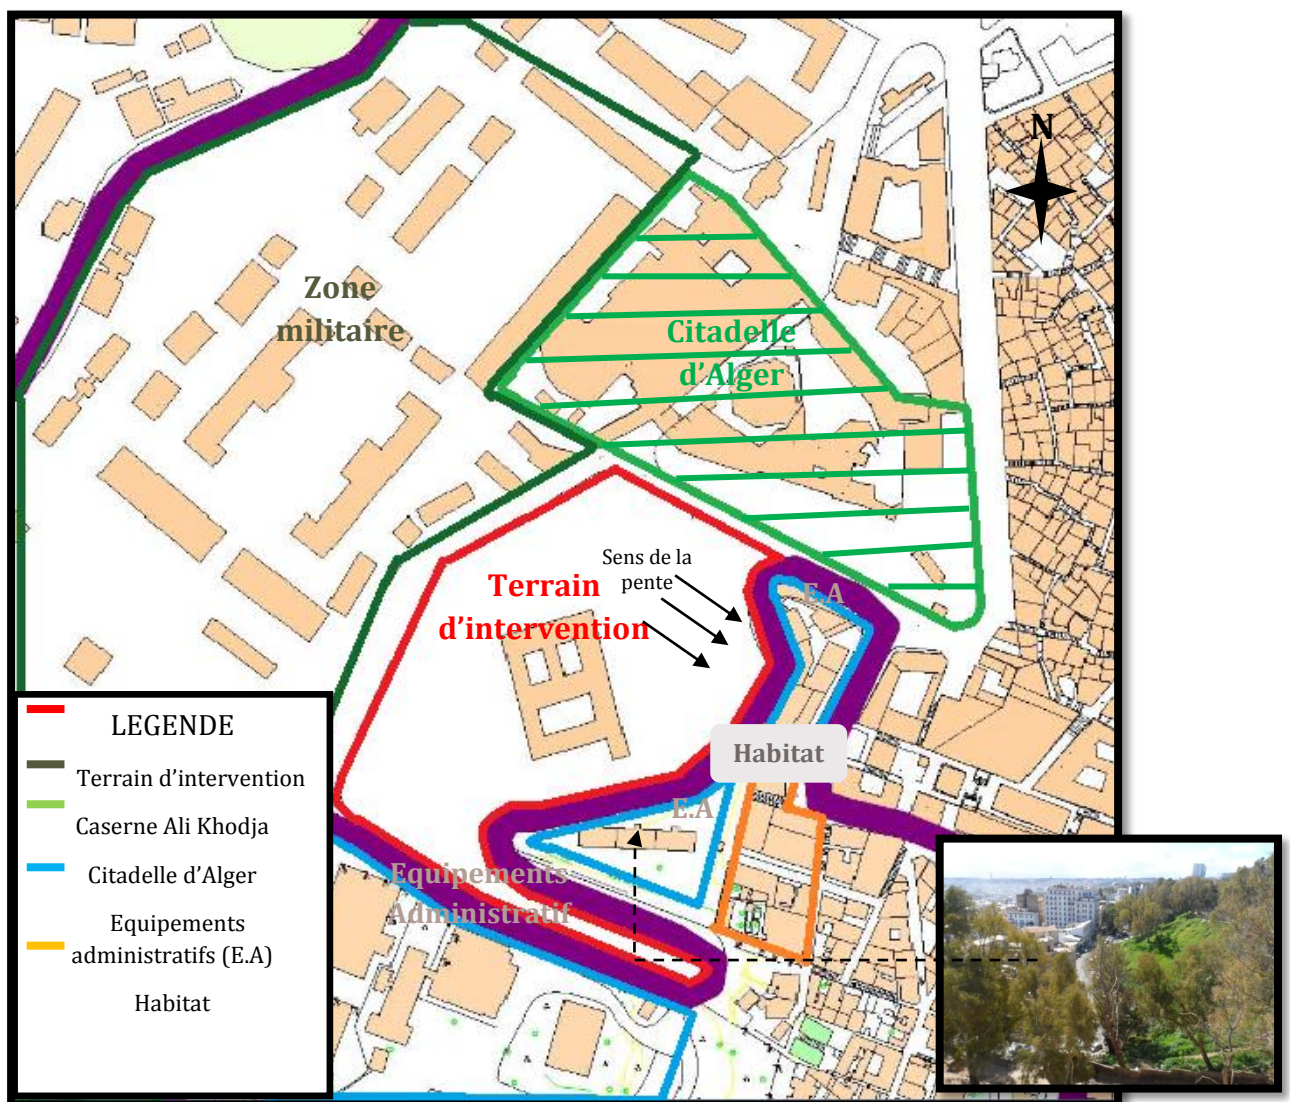 N
Zone
militaire
Citadelle
d'Alger
Sens de la
pente
Terrain
d'intervention
E.A
Habitat
E.A
Equipements
Administratif
LEGENDE
Terrain d'intervention
Caserne Ali Khodja
Citadelle d'Alger
Equipements
administratifs (E.A)
Habitat